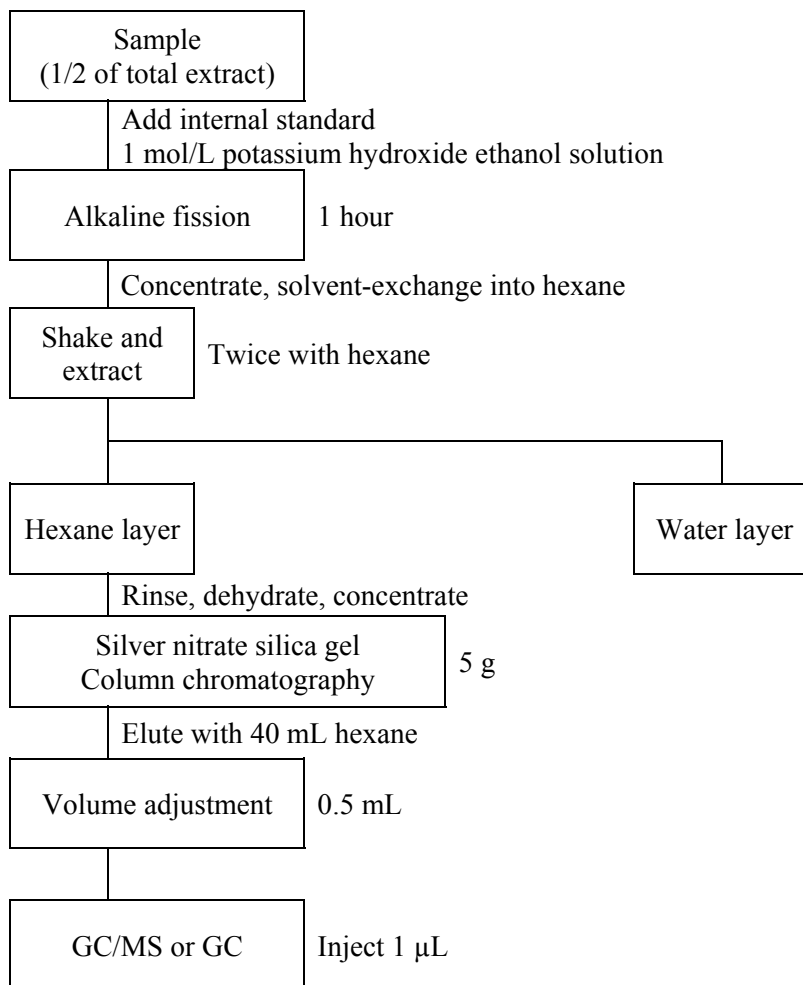 Sample
(1/2 of total extract)
Add internal standard
1 mol/L potassium hydroxide ethanol solution
Alkaline fission
1 hour
Concentrate, solvent-exchange into hexane
Shake and
extract
Twice with hexane
Hexane layer
Water layer
Rinse, dehydrate, concentrate
Silver nitrate silica gel
Column chromatography
5 g
Elute with 40 mL hexane
Volume adjustment
0.5 mL
GC/MS or GC
Inject 1 µL